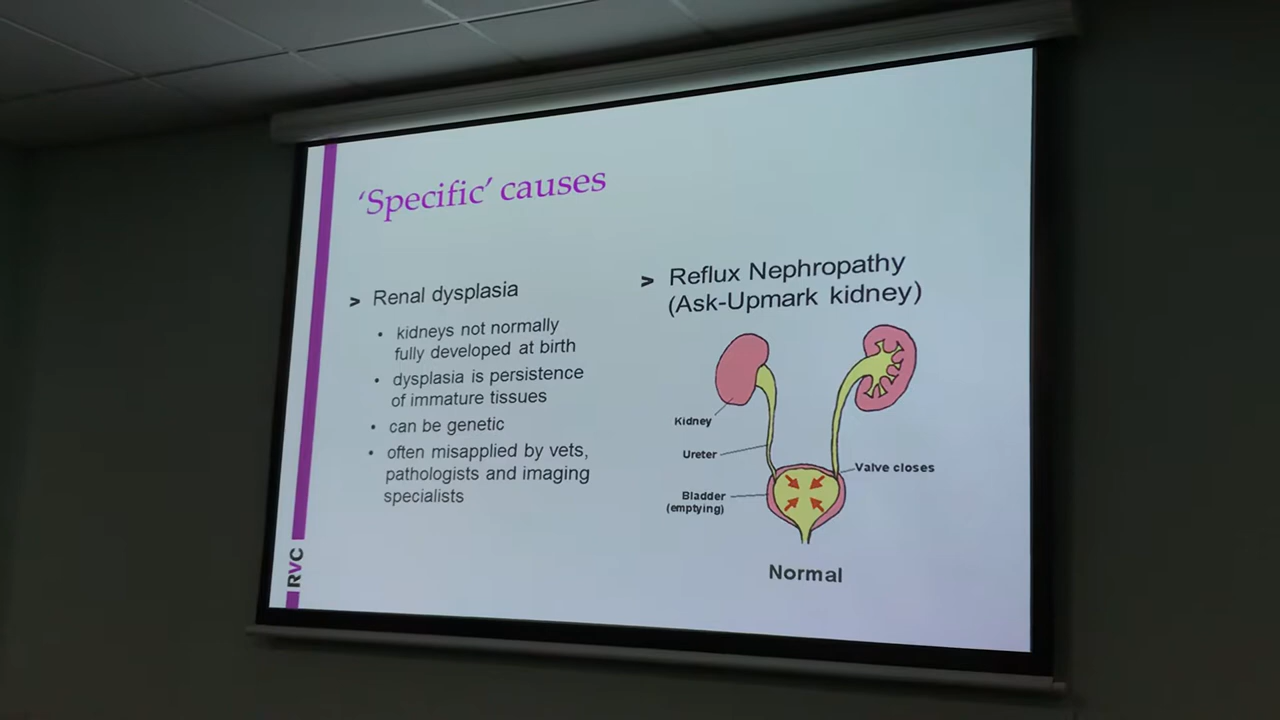 ‘Specific’ causes
> Renal dysplasia
• kidneys not normally
fully developed at birth
• dysplasia is persistence
of immature tissues
• can be genetic
• often misapplied by vets,
pathologists and imaging
specialists
> Reflux Nephropathy
(Ask-Upmark kidney)
Kidney
Ureter
Valve closes
Bladder
(emptying)
Normal
RVC